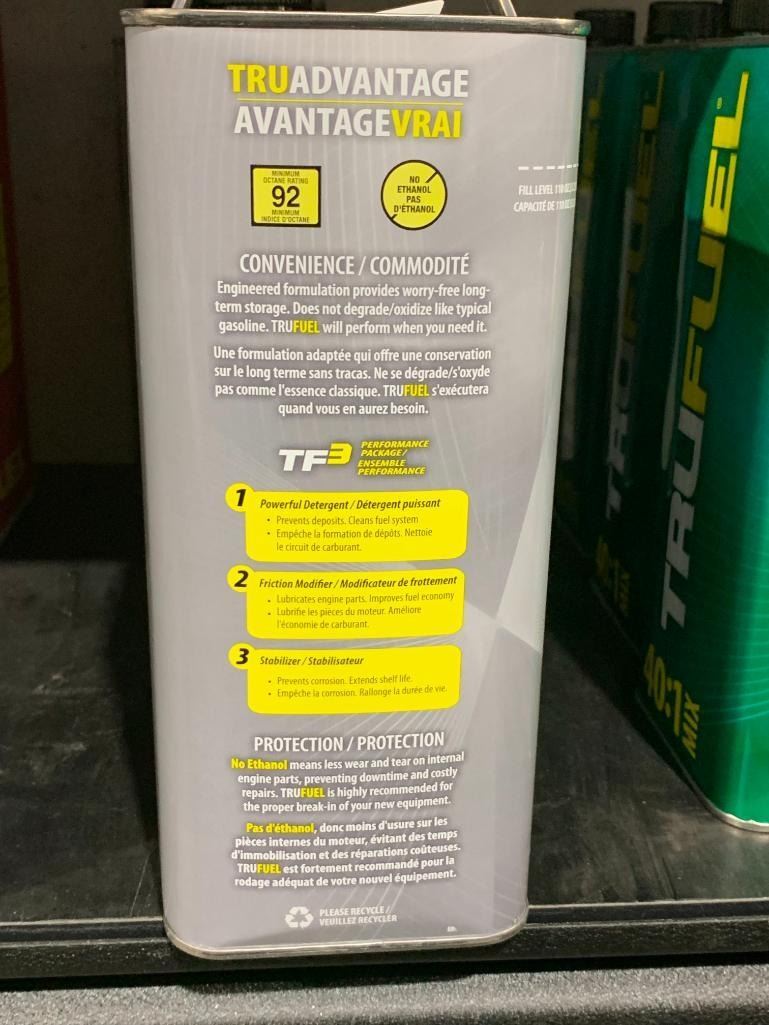 TRUADVANTAGE
AVANTAGEVRAI
MINIMUM
OCTANE RATING
92
MINIMUM
INDICE D'OCTANE
NO
ETHANOL
PAS
D'ÉTHANOL
FILL LEVEL 110
CAPACITÉ DE 110
CONVENIENCE / COMMODITÉ
Engineered formulation provides worry-free long-
term storage. Does not degrade/oxidize like typical
gasoline. TRUFUEL will perform when you need it.
Une formulation adaptée qui offre une conservation
sur le long terme sans tracas. Ne se dégrade/s'oxyde
pas comme l'essence classique. TRUFUEL s'exécutera
quand vous en aurez besoin.
TF3 PERFORMANCE
PACKAGE/
ENSEMBLE
PERFORMANCE
1 Powerful Detergent / Détergent puissant
• Prevents deposits. Cleans fuel system
• Empêche la formation de dépôts. Nettoie
le circuit de carburant.
2 Friction Modifier / Modificateur de frottement
• Lubricates engine parts. Improves fuel economy
• Lubrifie les pièces du moteur. Améliore
l'économie de carburant.
3 Stabilizer / Stabilisateur
• Prevents corrosion. Extends shelf life.
• Empêche la corrosion. Rallonge la durée de vie.
PROTECTION / PROTECTION
No Ethanol means less wear and tear on internal
engine parts, preventing downtime and costly
repairs. TRUFUEL is highly recommended for
the proper break-in of your new equipment.
Pas d'éthanol, donc moins d'usure sur les
pièces internes du moteur, évitant des temps
d'immobilisation et des réparations coûteuses.
TRUFUEL est fortement recommandé pour la
rodage adéquat de votre nouvel équipement.
PLEASE RECYCLE /
VEUILLEZ RECYCLER
TRUFUEL
40:1
MIX
TRUFUEL
40:1
MIX